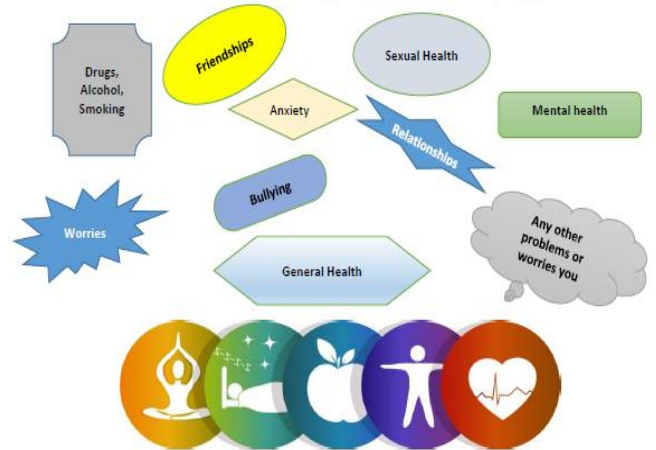 Drugs,
Alcohol,
Smoking
Friendships
Sexual Health
Anxiety
Mental health
Relationships
Bullying
Worries
Any other
problems or
worries you
General Health